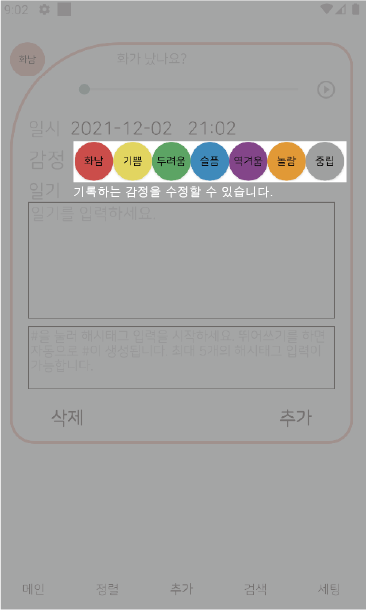 9:02
화남
화가 났나요?
일시 2021-12-02 21:02
감정 화남 기쁨 두려움 슬픔 역겨움 놀람 중립
일기 기록하는 감정을 수정할 수 있습니다.
일기를 입력하세요.
#을 눌러 해시태그 입력을 시작하세요. 띄어쓰기를 하면
자동으로 #이 생성됩니다. 최대 5개의 해시태그 입력이
가능합니다.
삭제 추가
메인 정렬 추가 검색 세팅